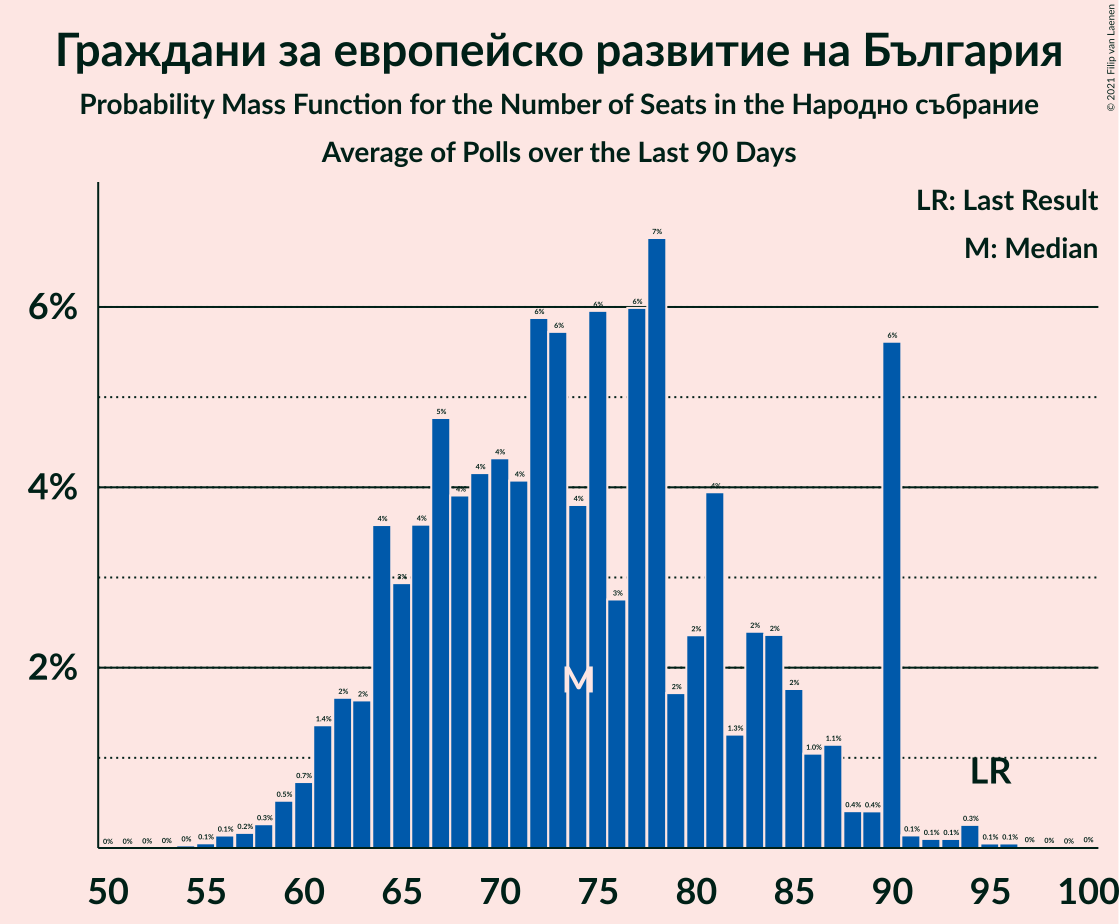 Граждани за европейско развитие на България
Probability Mass Function for the Number of Seats in the Народно събрание
Average of Polls over the Last 90 Days
© 2021 Filip van Laenen
LR: Last Result
M: Median
6%
4%
2%
0% 0% 0% 0% 0% 0.1% 0.1% 0.2% 0.3% 0.5% 0.7% 1.4% 2% 2% 4% 3% 4% 5% 4% 4% 4% 4% 6% 6% 4% 6% 3% 6% 7% 2% 2% 4% 1.3% 2% 2% 2% 1.0% 1.1% 0.4% 0.4% 6% 0.1% 0.1% 0.1% 0.3% 0.1% 0.1% 0% 0% 0% 0%
M
LR
50 55 60 65 70 75 80 85 90 95 100